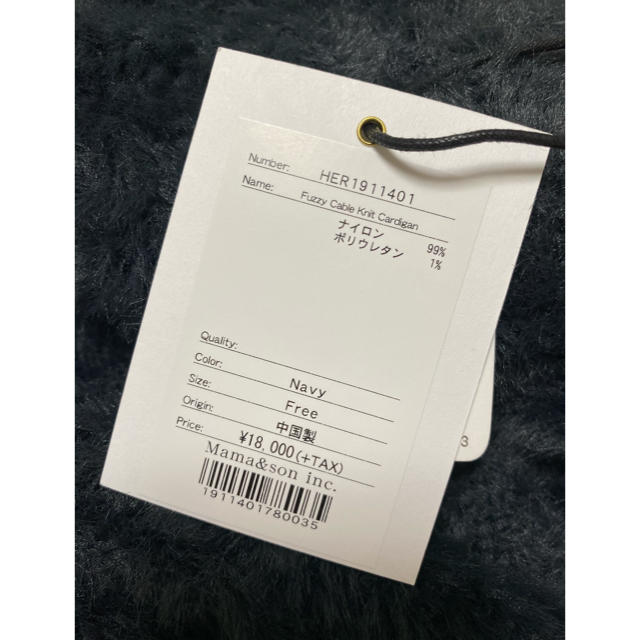 Number: HER1911401
Name: Fuzzy Cable Knit Cardigan
ナイロン 99%
ポリウレタン 1%
Quality:
Color: Navy
Size: Free
Origin: 中国製
Price: ¥18,000(+TAX)
Mama&son inc.
1911401780035
3